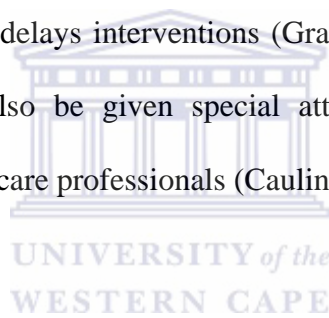 delays interventions (Gra
lso be given special att
care professionals (Caulin
UNIVERSITY of the
WESTERN CAPE